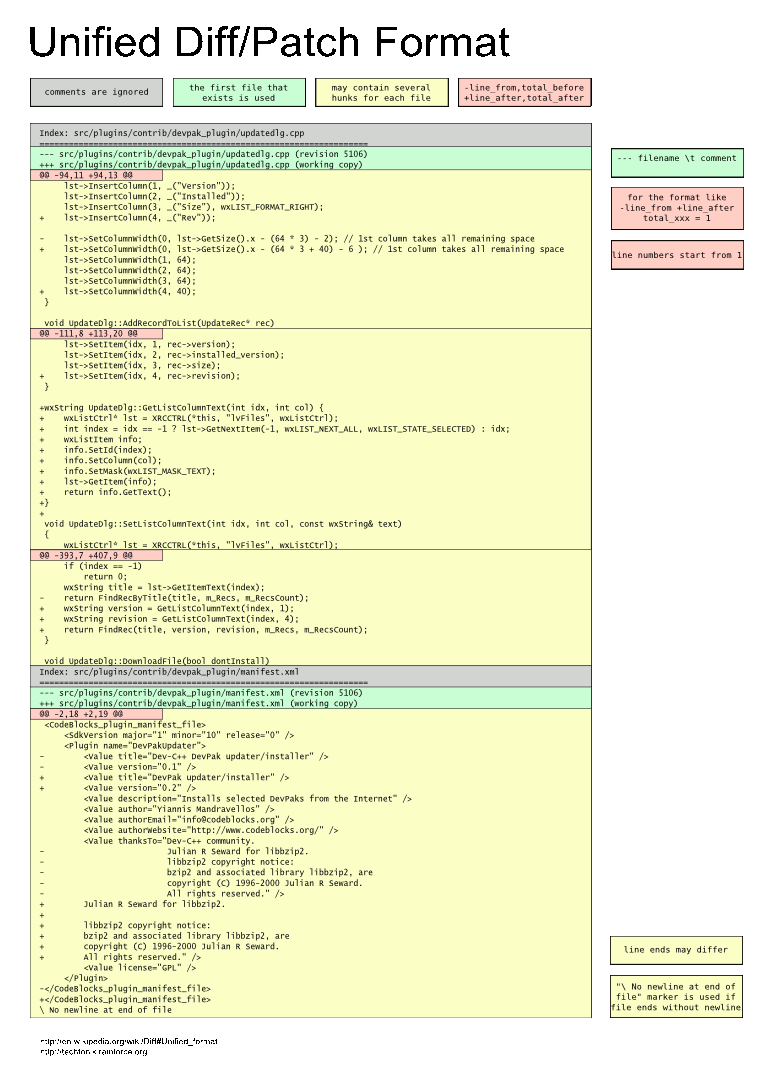 Unified Diff/Patch Format
comments are ignored
the first file that
exists is used
may contain several
hunks for each file
-line_from,total_before
+line_after,total_after
Index: src/plugins/contrib/devpak_plugin/updatedlg.cpp
===================================================================
--- src/plugins/contrib/devpak_plugin/updatedlg.cpp (revision 5106)
+++ src/plugins/contrib/devpak_plugin/updatedlg.cpp (working copy)
@@ -94,11 +94,13 @@
     lst->InsertColumn(1, _("Version"));
     lst->InsertColumn(2, _("Installed"));
     lst->InsertColumn(3, _("Size"), wxLIST_FORMAT_RIGHT);
+    lst->InsertColumn(4, _("Rev"));

-    lst->SetColumnWidth(0, lst->GetSize().x - (64 * 3) - 2); // 1st column takes all remaining space
+    lst->SetColumnWidth(0, lst->GetSize().x - (64 * 3 + 40) - 6 ); // 1st column takes all remaining space
     lst->SetColumnWidth(1, 64);
     lst->SetColumnWidth(2, 64);
     lst->SetColumnWidth(3, 64);
+    lst->SetColumnWidth(4, 40);
 }

 void UpdateDlg::AddRecordToList(UpdateRec* rec)
@@ -111,8 +113,20 @@
     lst->SetItem(idx, 1, rec->version);
     lst->SetItem(idx, 2, rec->installed_version);
     lst->SetItem(idx, 3, rec->size);
+    lst->SetItem(idx, 4, rec->revision);
 }

+wxString UpdateDlg::GetListColumnText(int idx, int col) {
+    wxListCtrl* lst = XRCCTRL(*this, "lvFiles", wxListCtrl);
+    int index = idx == -1 ? lst->GetNextItem(-1, wxLIST_NEXT_ALL, wxLIST_STATE_SELECTED) : idx;
+    wxListItem info;
+    info.SetId(index);
+    info.SetColumn(col);
+    info.SetMask(wxLIST_MASK_TEXT);
+    lst->GetItem(info);
+    return info.GetText();
+}
+
 void UpdateDlg::SetListColumnText(int idx, int col, const wxString& text)
 {
     wxListCtrl* lst = XRCCTRL(*this, "lvFiles", wxListCtrl);
@@ -393,7 +407,9 @@
     if (index == -1)
         return 0;
     wxString title = lst->GetItemText(index);
-    return FindRecByTitle(title, m_Recs, m_RecsCount);
+    wxString version = GetListColumnText(index, 1);
+    wxString revision = GetListColumnText(index, 4);
+    return FindRec(title, version, revision, m_Recs, m_RecsCount);
 }

 void UpdateDlg::DownloadFile(bool dontInstall)
Index: src/plugins/contrib/devpak_plugin/manifest.xml
===================================================================
--- src/plugins/contrib/devpak_plugin/manifest.xml (revision 5106)
+++ src/plugins/contrib/devpak_plugin/manifest.xml (working copy)
@@ -2,18 +2,19 @@
 <CodeBlocks_plugin_manifest_file>
     <SdkVersion major="1" minor="10" release="0" />
     <Plugin name="DevPakUpdater">
-        <Value title="Dev-C++ DevPak updater/installer" />
-        <Value version="0.1" />
+        <Value title="DevPak updater/installer" />
+        <Value version="0.2" />
         <Value description="Installs selected DevPaks from the Internet" />
         <Value author="Yiannis Mandravellos" />
         <Value authorEmail="info@codeblocks.org" />
         <Value authorWebsite="http://www.codeblocks.org/" />
         <Value thanksTo="Dev-C++ community.
-                         Julian R Seward for libbzip2.
-                         libbzip2 copyright notice:
-                         bzip2 and associated library libbzip2, are
-                         copyright (C) 1996-2000 Julian R Seward.
-                         All rights reserved." />
+        Julian R Seward for libbzip2.
+
+        libbzip2 copyright notice:
+        bzip2 and associated library libbzip2, are
+        copyright (C) 1996-2000 Julian R Seward.
+        All rights reserved." />
         <Value license="GPL" />
     </Plugin>
-</CodeBlocks_plugin_manifest_file>
+</CodeBlocks_plugin_manifest_file>
\ No newline at end of file
--- filename \t comment
for the format like
-line_from +line_after
total_xxx = 1
line numbers start from 1
line ends may differ
"\ No newline at end of
file" marker is used if
file ends without newline
http://en.wikipedia.org/wiki/Diff#Unified_format
http://techtonik.rainforce.org